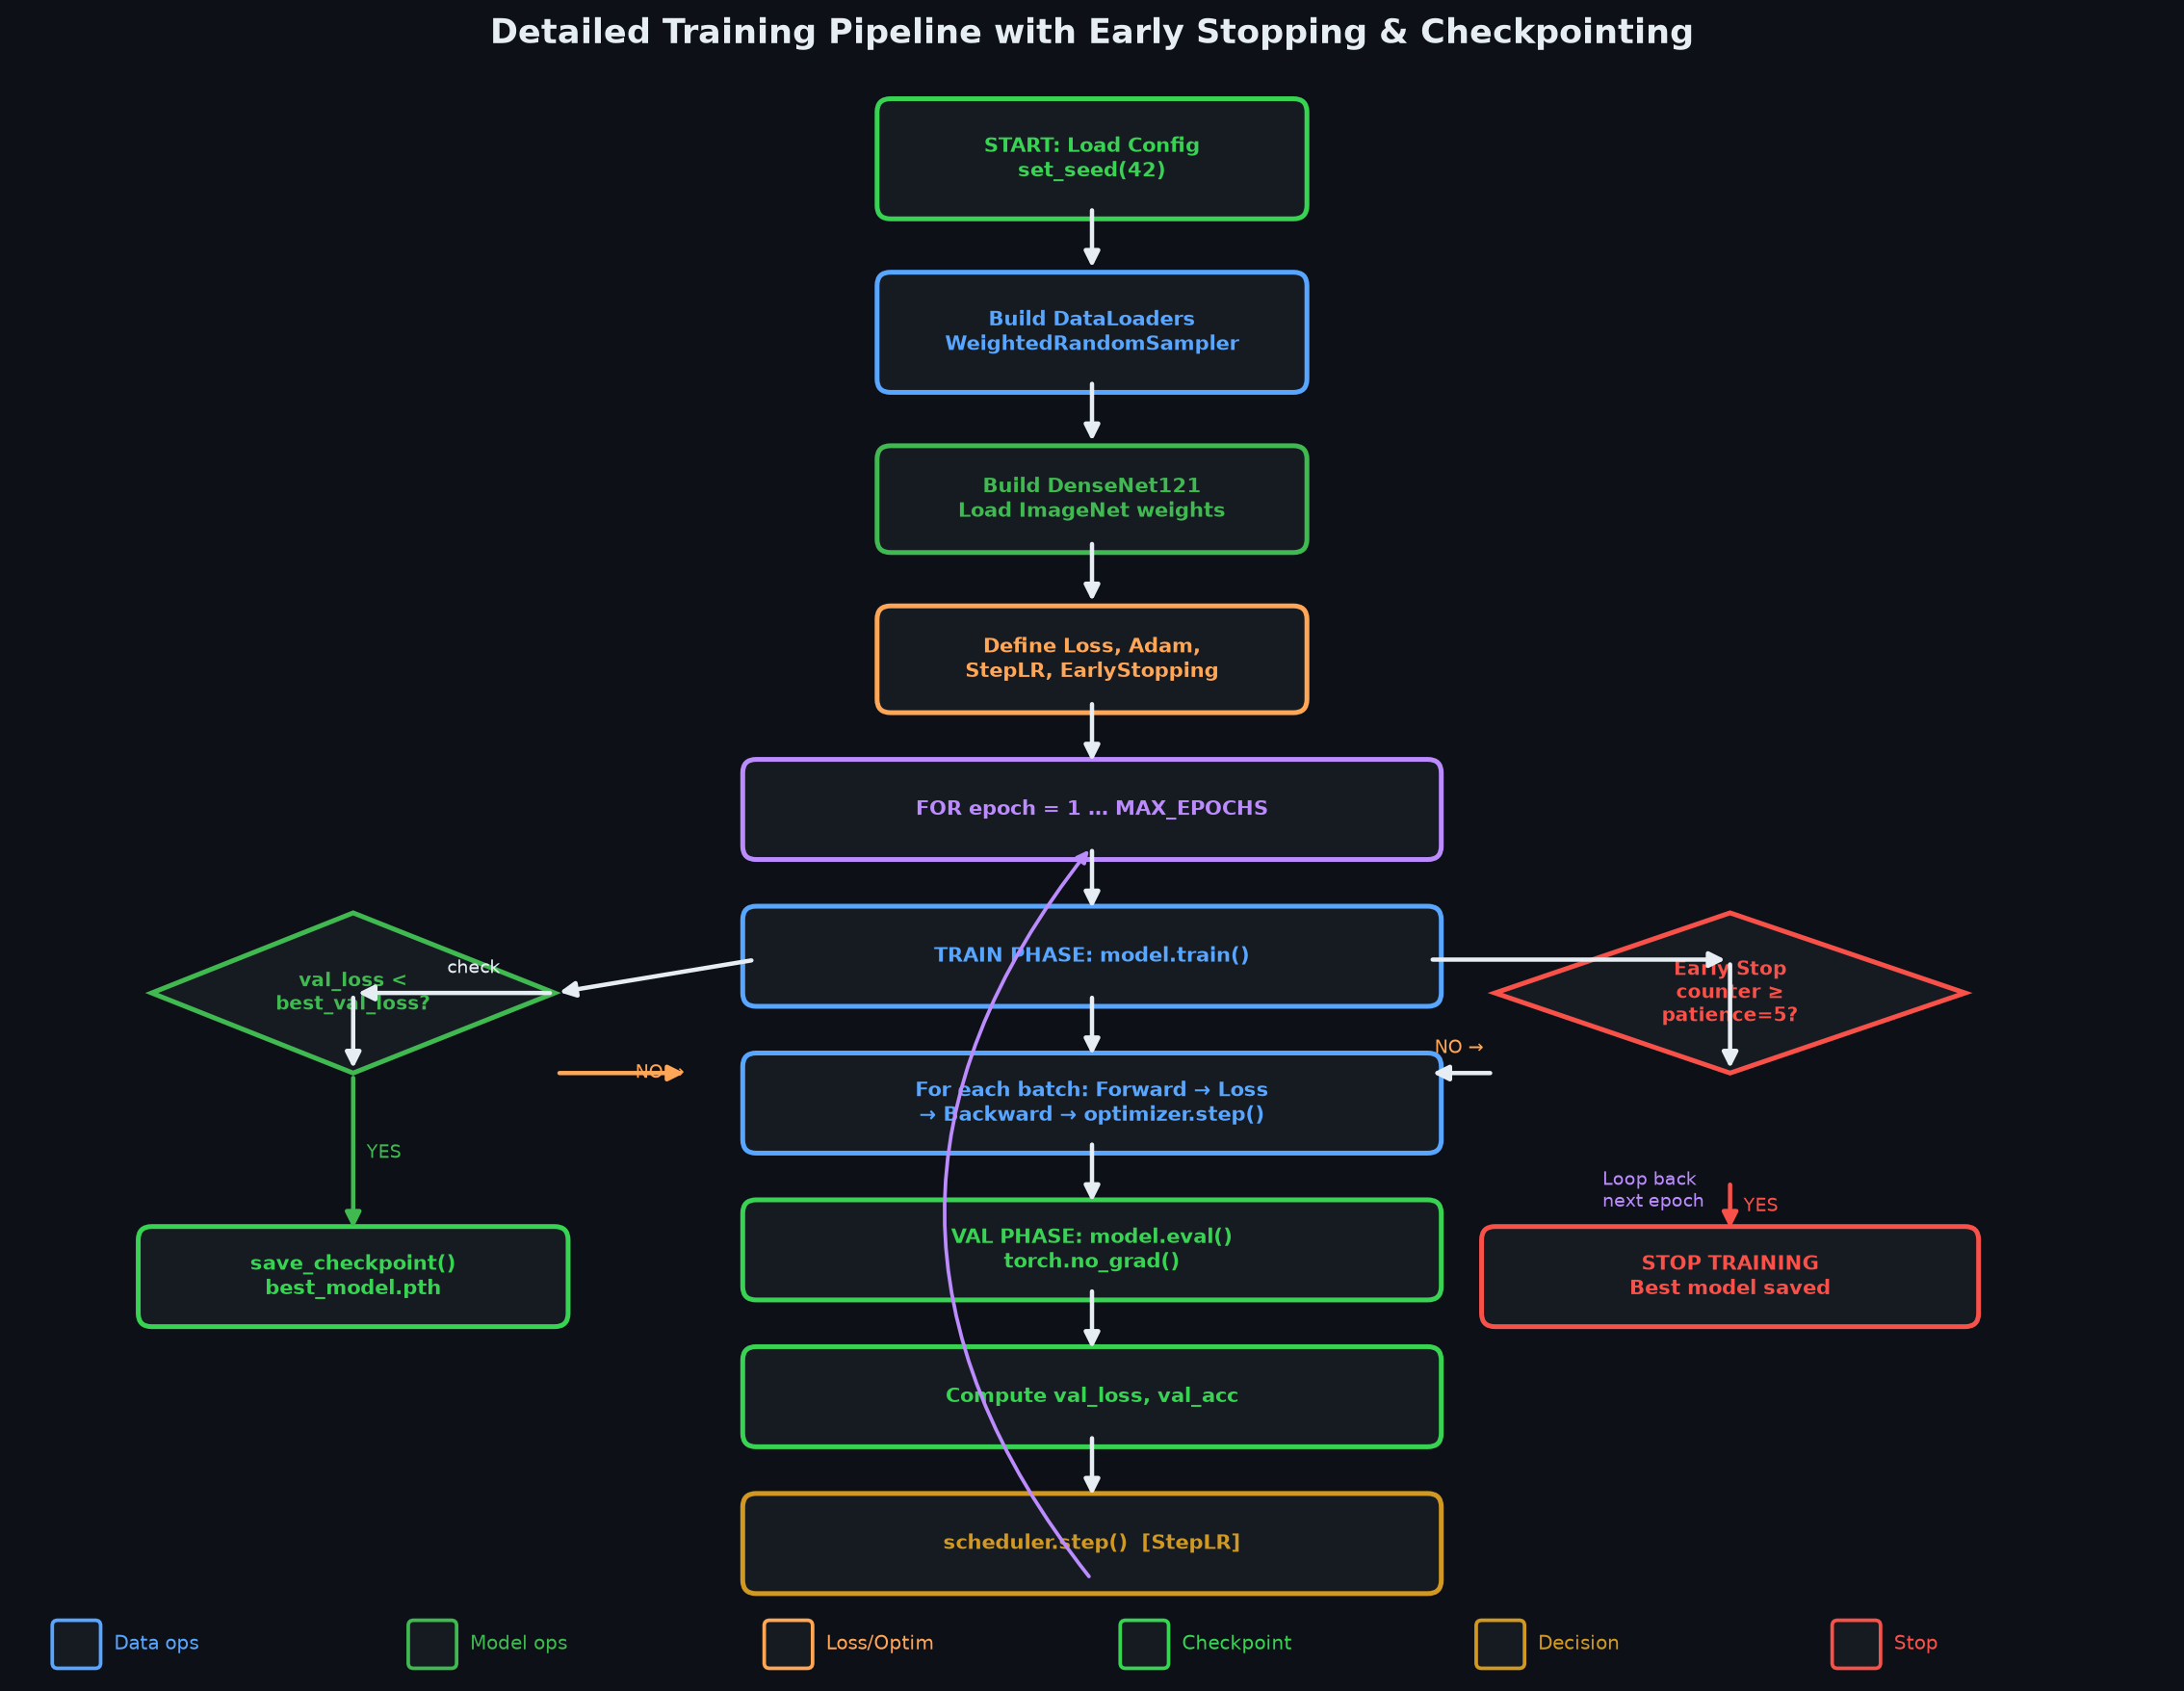 Detailed Training Pipeline with Early Stopping & Checkpointing
START: Load Config
set_seed(42)
Build DataLoaders
WeightedRandomSampler
Build DenseNet121
Load ImageNet weights
Define Loss, Adam,
StepLR, EarlyStopping
FOR epoch = 1 … MAX_EPOCHS
TRAIN PHASE: model.train()
check
val_loss <
best_val_loss?
Early Stop
counter ≥
patience=5?
NO →
NO →
For each batch: Forward → Loss
→ Backward → optimizer.step()
YES
Loop back
next epoch
YES
VAL PHASE: model.eval()
torch.no_grad()
save_checkpoint()
best_model.pth
STOP TRAINING
Best model saved
Compute val_loss, val_acc
scheduler.step()  [StepLR]
Data ops
Model ops
Loss/Optim
Checkpoint
Decision
Stop